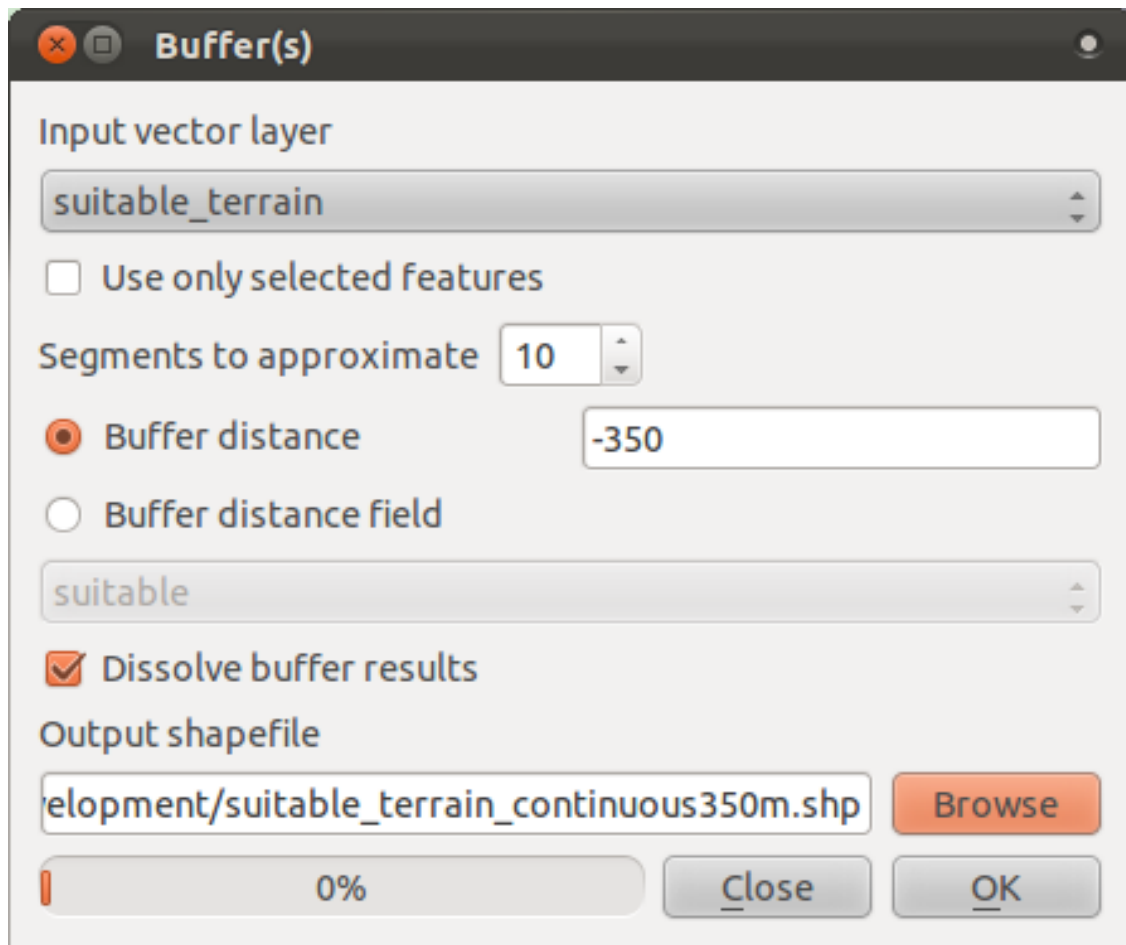 Buffer(s)
Input vector layer
suitable_terrain
Use only selected features
Segments to approximate 10
Buffer distance -350
Buffer distance field
suitable
Dissolve buffer results
Output shapefile
velopment/suitable_terrain_continuous350m.shp Browse
0% Close OK